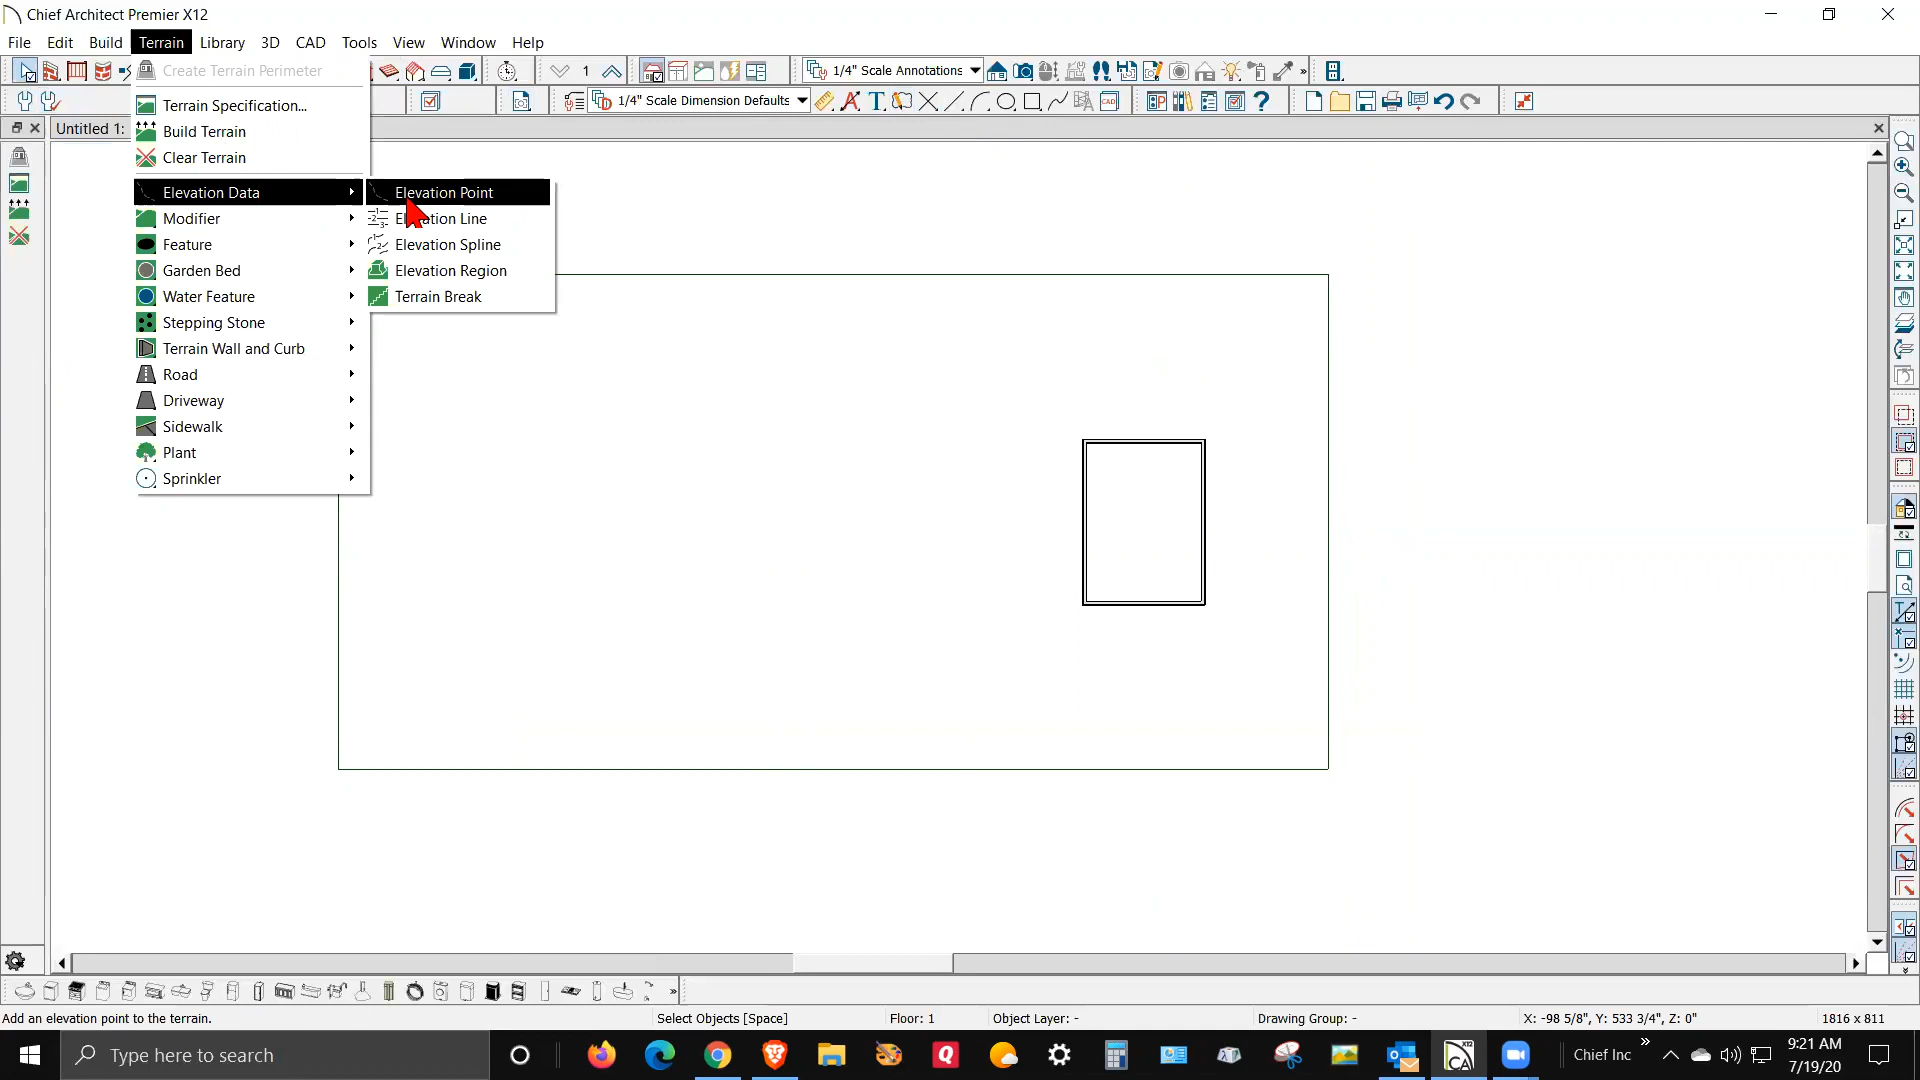 Chief Architect Premier X12
File Edit Build Terrain Library 3D CAD Tools View Window Help
Create Terrain Perimeter
1
1/4" Scale Annotations
Terrain Specification...
1/4" Scale Dimension Defaults
Untitled 1:
Build Terrain
Clear Terrain
Elevation Data
Elevation Point
Modifier
Elevation Line
Feature
Elevation Spline
Garden Bed
Elevation Region
Water Feature
Terrain Break
Stepping Stone
Terrain Wall and Curb
Road
Driveway
Sidewalk
Plant
Sprinkler
Add an elevation point to the terrain.
Select Objects [Space]
Floor: 1
Object Layer: -
Drawing Group: -
X: -98 5/8", Y: 533 3/4", Z: 0"
1816 x 811
Type here to search
Chief Inc
9:21 AM
7/19/20